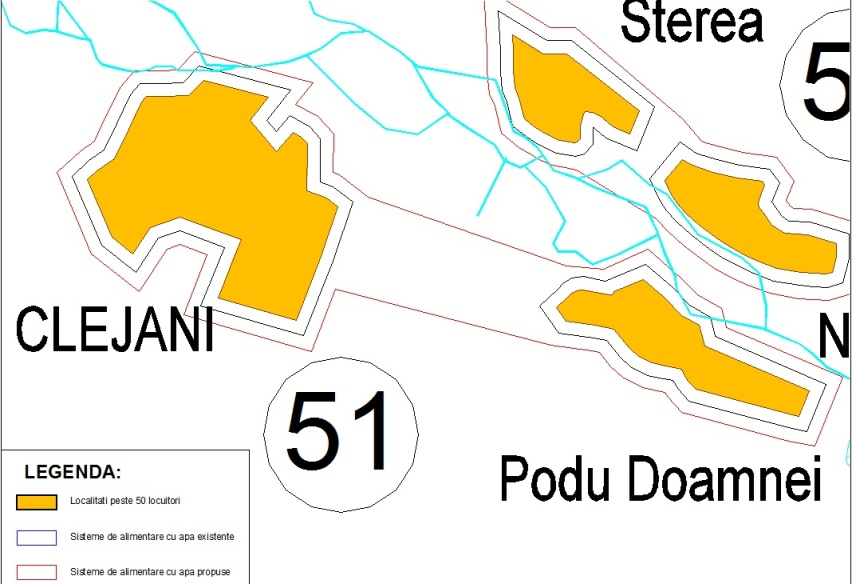 Sterea
5
CLEJANI
N
51
Podu Doamnei
LEGENDA:
Localitati peste 50 locuitori
Sisteme de alimentare cu apa existente
Sisteme de alimentare cu apa propuse